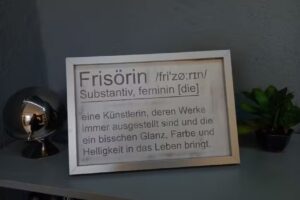 Frisörin /fri'zø:rɪn/
Substantiv, feminin [die]
eine Künstlerin, deren Werke
immer ausgestellt sind und die
ein bisschen Glanz, Farbe und
Helligkeit in das Leben bringt.